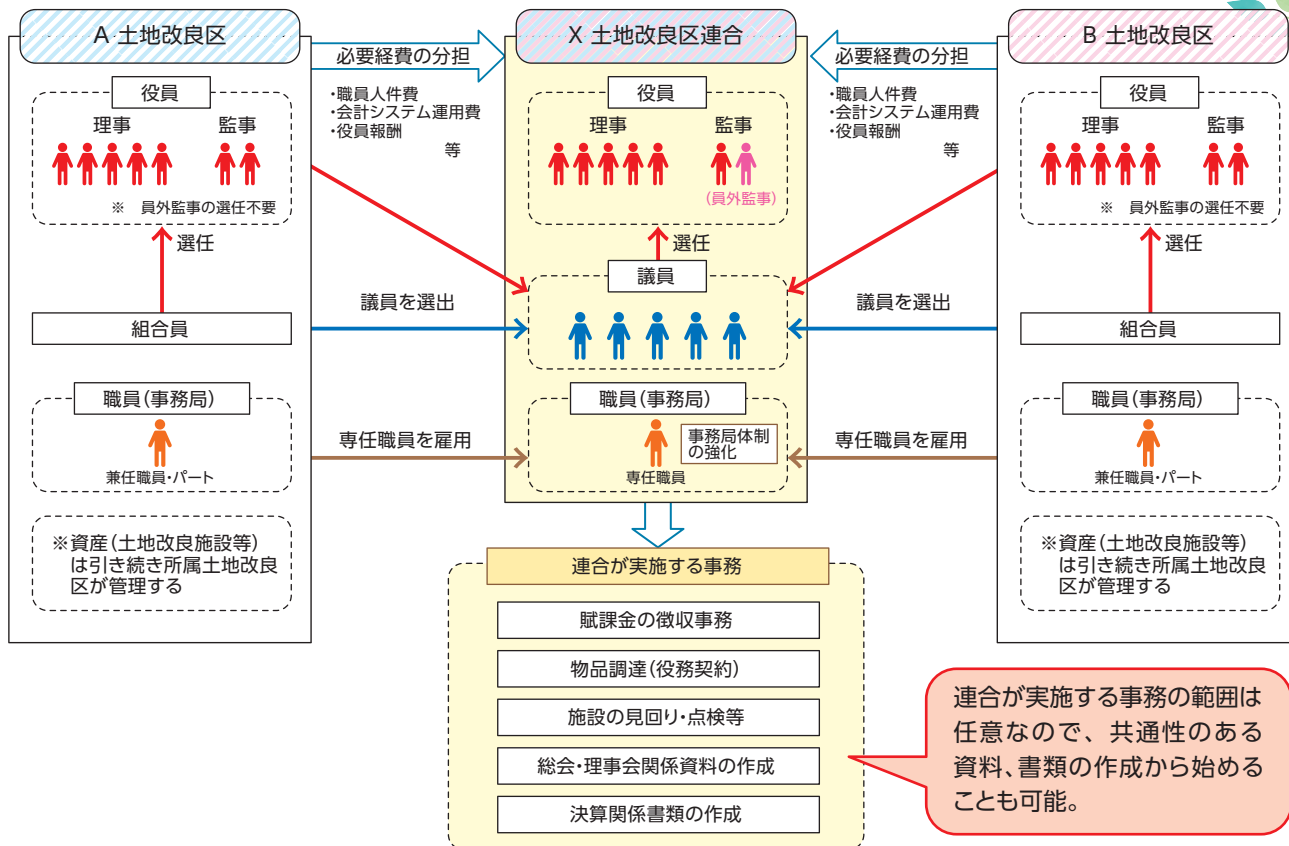 A 土地改良区
役員
理事
監事
※ 員外監事の選任不要
選任
組合員
職員(事務局)
兼任職員・パート
※資産(土地改良施設等)
は引き続き所属土地改良
区が管理する
必要経費の分担
・職員人件費
・会計システム運用費
・役員報酬
等
議員を選出
専任職員を雇用
X 土地改良区連合
役員
理事
監事
(員外監事)
選任
議員
職員(事務局)
事務局体制
の強化
専任職員
必要経費の分担
・職員人件費
・会計システム運用費
・役員報酬
等
議員を選出
専任職員を雇用
B 土地改良区
役員
理事
監事
※ 員外監事の選任不要
選任
組合員
職員(事務局)
兼任職員・パート
※資産(土地改良施設等)
は引き続き所属土地改良
区が管理する
連合が実施する事務
賦課金の徴収事務
物品調達(役務契約)
施設の見回り・点検等
総会・理事会関係資料の作成
決算関係書類の作成
連合が実施する事務の範囲は
任意なので、共通性のある
資料、書類の作成から始める
ことも可能。